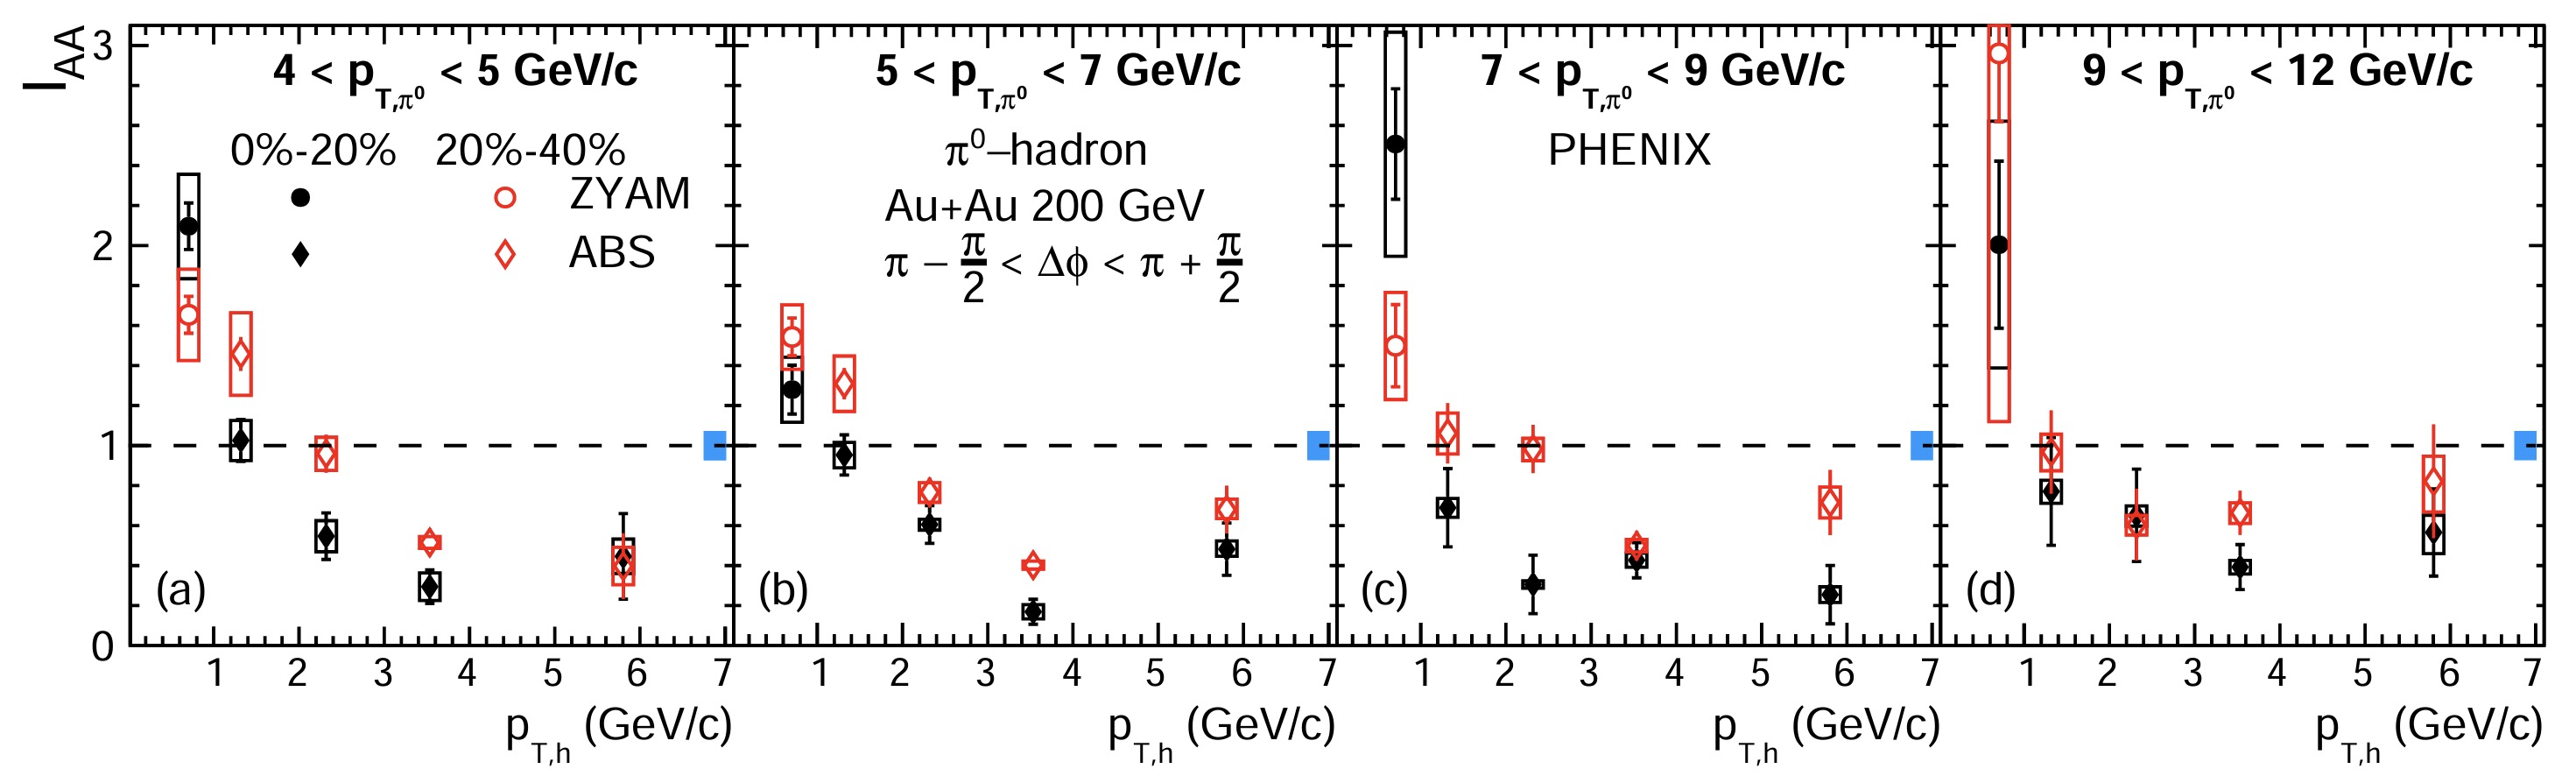 I_AA
3
2
1
0
4 < p_T,π⁰ < 5 GeV/c
0%-20% 20%-40%
ZYAM
ABS
(a)
1 2 3 4 5 6 7
p_T,h (GeV/c)
5 < p_T,π⁰ < 7 GeV/c
π⁰–hadron
Au+Au 200 GeV
π − π/2 < Δϕ < π + π/2
(b)
1 2 3 4 5 6 7
p_T,h (GeV/c)
7 < p_T,π⁰ < 9 GeV/c
PHENIX
(c)
1 2 3 4 5 6 7
p_T,h (GeV/c)
9 < p_T,π⁰ < 12 GeV/c
(d)
1 2 3 4 5 6 7
p_T,h (GeV/c)